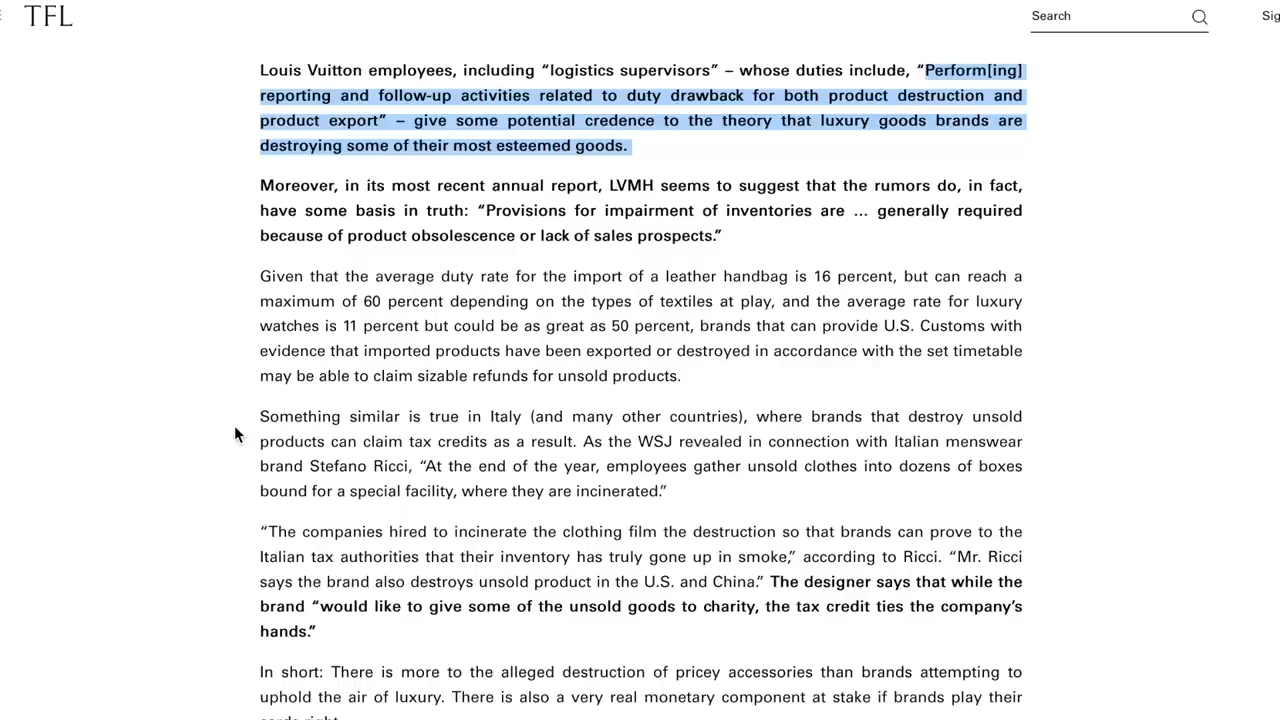 TFL
Search
Sig
Louis Vuitton employees, including “logistics supervisors” – whose duties include, “Perform[ing]
reporting and follow-up activities related to duty drawback for both product destruction and
product export” – give some potential credence to the theory that luxury goods brands are
destroying some of their most esteemed goods.
Moreover, in its most recent annual report, LVMH seems to suggest that the rumors do, in fact,
have some basis in truth: “Provisions for impairment of inventories are ... generally required
because of product obsolescence or lack of sales prospects.”
Given that the average duty rate for the import of a leather handbag is 16 percent, but can reach a
maximum of 60 percent depending on the types of textiles at play, and the average rate for luxury
watches is 11 percent but could be as great as 50 percent, brands that can provide U.S. Customs with
evidence that imported products have been exported or destroyed in accordance with the set timetable
may be able to claim sizable refunds for unsold products.
Something similar is true in Italy (and many other countries), where brands that destroy unsold
products can claim tax credits as a result. As the WSJ revealed in connection with Italian menswear
brand Stefano Ricci, “At the end of the year, employees gather unsold clothes into dozens of boxes
bound for a special facility, where they are incinerated.”
“The companies hired to incinerate the clothing film the destruction so that brands can prove to the
Italian tax authorities that their inventory has truly gone up in smoke,” according to Ricci. “Mr. Ricci
says the brand also destroys unsold product in the U.S. and China.” The designer says that while the
brand “would like to give some of the unsold goods to charity, the tax credit ties the company’s
hands.”
In short: There is more to the alleged destruction of pricey accessories than brands attempting to
uphold the air of luxury. There is also a very real monetary component at stake if brands play their
cards right.